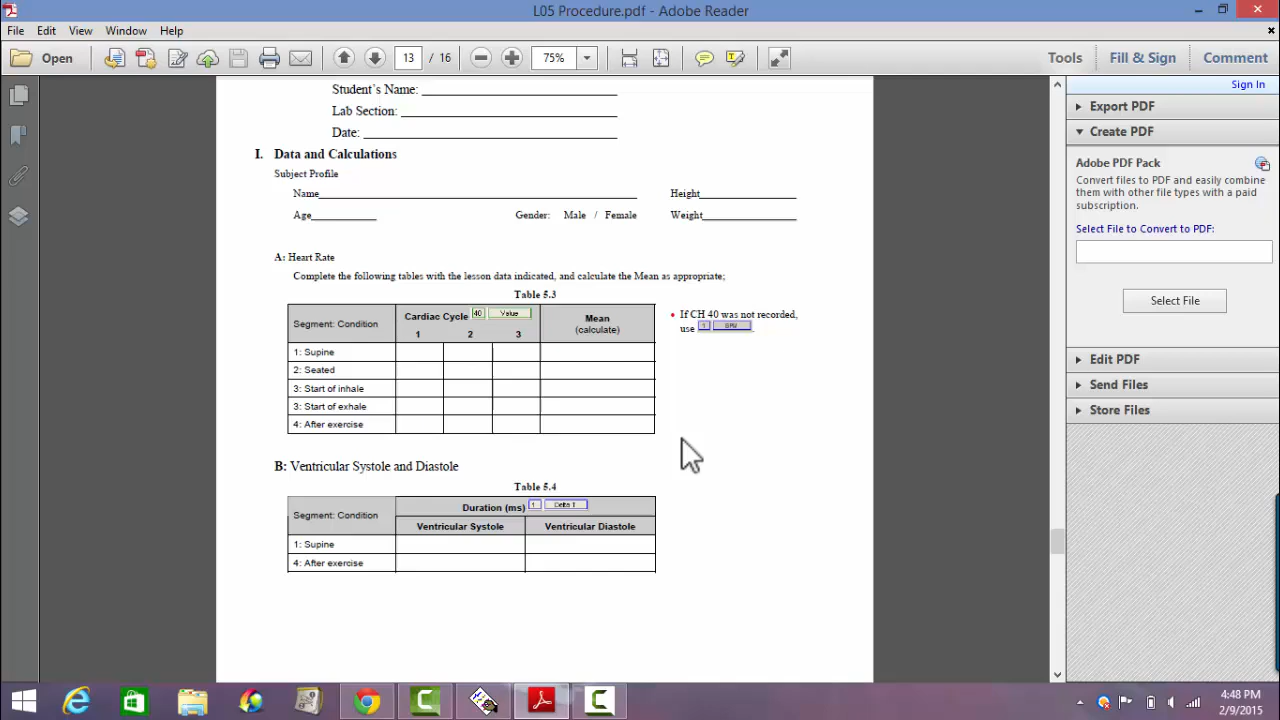 L05 Procedure.pdf - Adobe Reader
File Edit View Window Help
Open 13 / 16 75% Tools Fill & Sign Comment
Sign In
Student's Name:
Lab Section:
Date:
I. Data and Calculations
Subject Profile
Name Height
Age Gender: Male / Female Weight
A: Heart Rate
Complete the following tables with the lesson data indicated, and calculate the Mean as appropriate;
Table 5.3
Segment: Condition
Cardiac Cycle 40 Value
1 2 3
Mean
(calculate)
1: Supine
2: Seated
3: Start of inhale
3: Start of exhale
4: After exercise
• If CH 40 was not recorded,
use 1 BPM.
B: Ventricular Systole and Diastole
Table 5.4
Segment: Condition
Duration (ms) 1 Delta T
Ventricular Systole Ventricular Diastole
1: Supine
4: After exercise
Export PDF
Create PDF
Adobe PDF Pack
Convert files to PDF and easily combine
them with other file types with a paid
subscription.
Select File to Convert to PDF:
Select File
Edit PDF
Send Files
Store Files
4:48 PM
2/9/2015